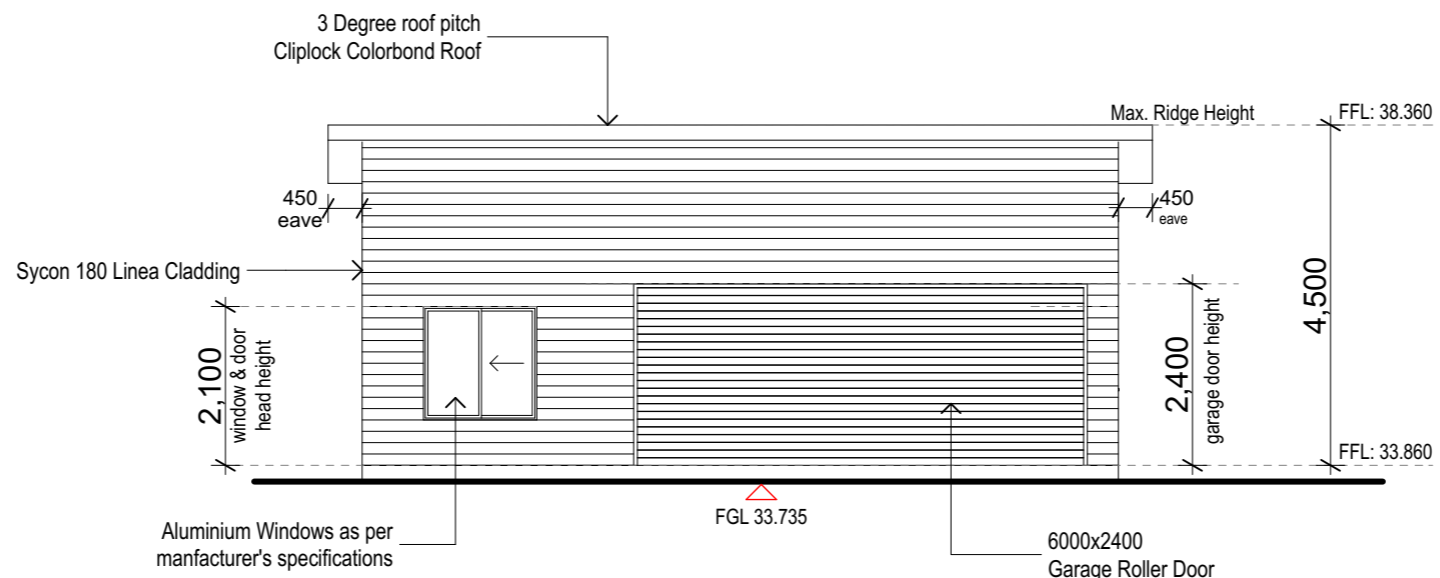 3 Degree roof pitch
Cliplock Colorbond Roof
Max. Ridge Height
FFL: 38.360
450
eave
450
eave
Sycon 180 Linea Cladding
4,500
2,100
window & door
head height
2,400
garage door height
FFL: 33.860
FGL 33.735
Aluminium Windows as per
manfacturer's specifications
6000x2400
Garage Roller Door